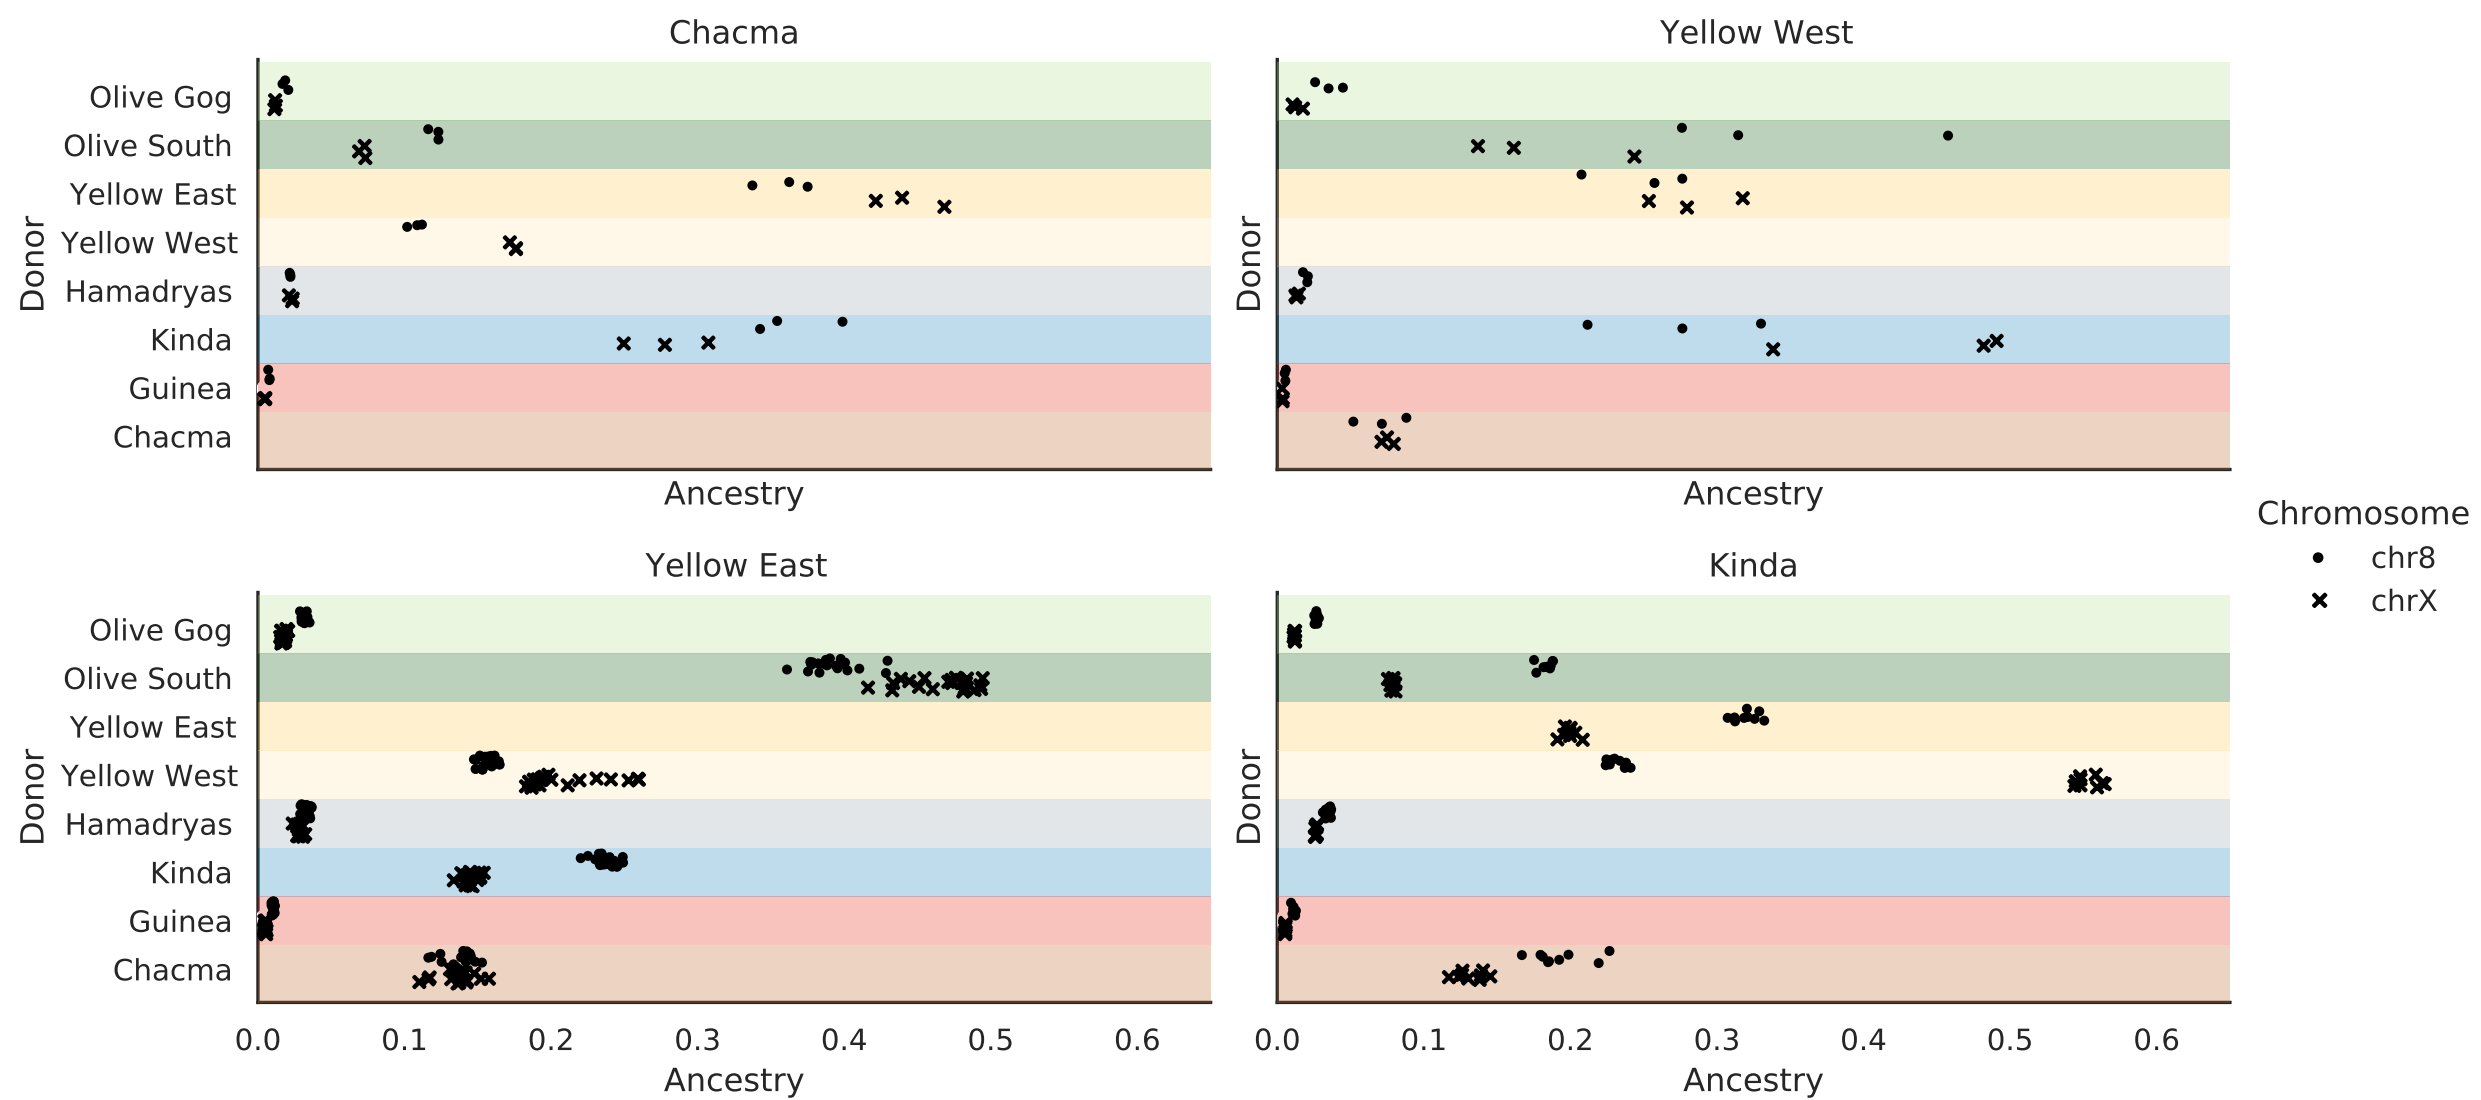 Chacma
Yellow West
Donor
Olive Gog
Olive South
Yellow East
Yellow West
Hamadryas
Kinda
Guinea
Chacma
Donor
Ancestry
Ancestry
Chromosome
chr8
chrX
Yellow East
Kinda
Donor
Olive Gog
Olive South
Yellow East
Yellow West
Hamadryas
Kinda
Guinea
Chacma
Donor
0.0 0.1 0.2 0.3 0.4 0.5 0.6
0.0 0.1 0.2 0.3 0.4 0.5 0.6
Ancestry
Ancestry